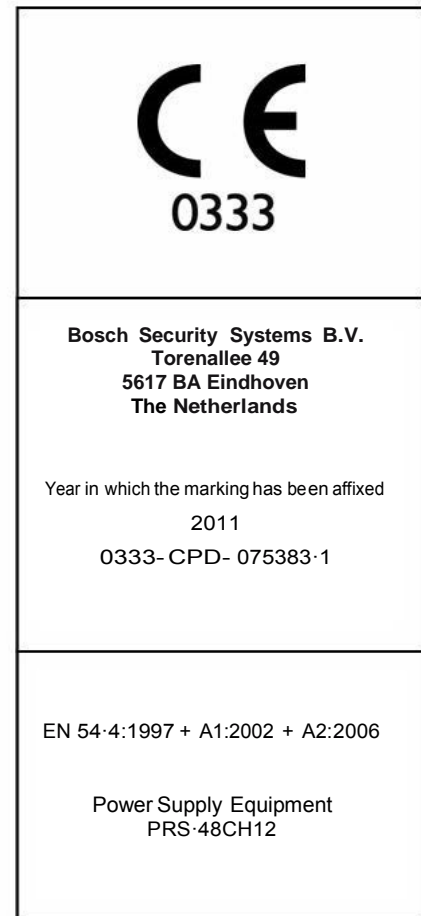 CE
0333
Bosch Security Systems B.V.
Torenallee 49
5617 BA Eindhoven
The Netherlands
Year in which the marking has been affixed
2011
0333-CPD-075383·1
EN 54·4:1997 + A1:2002 + A2:2006
Power Supply Equipment
PRS·48CH12